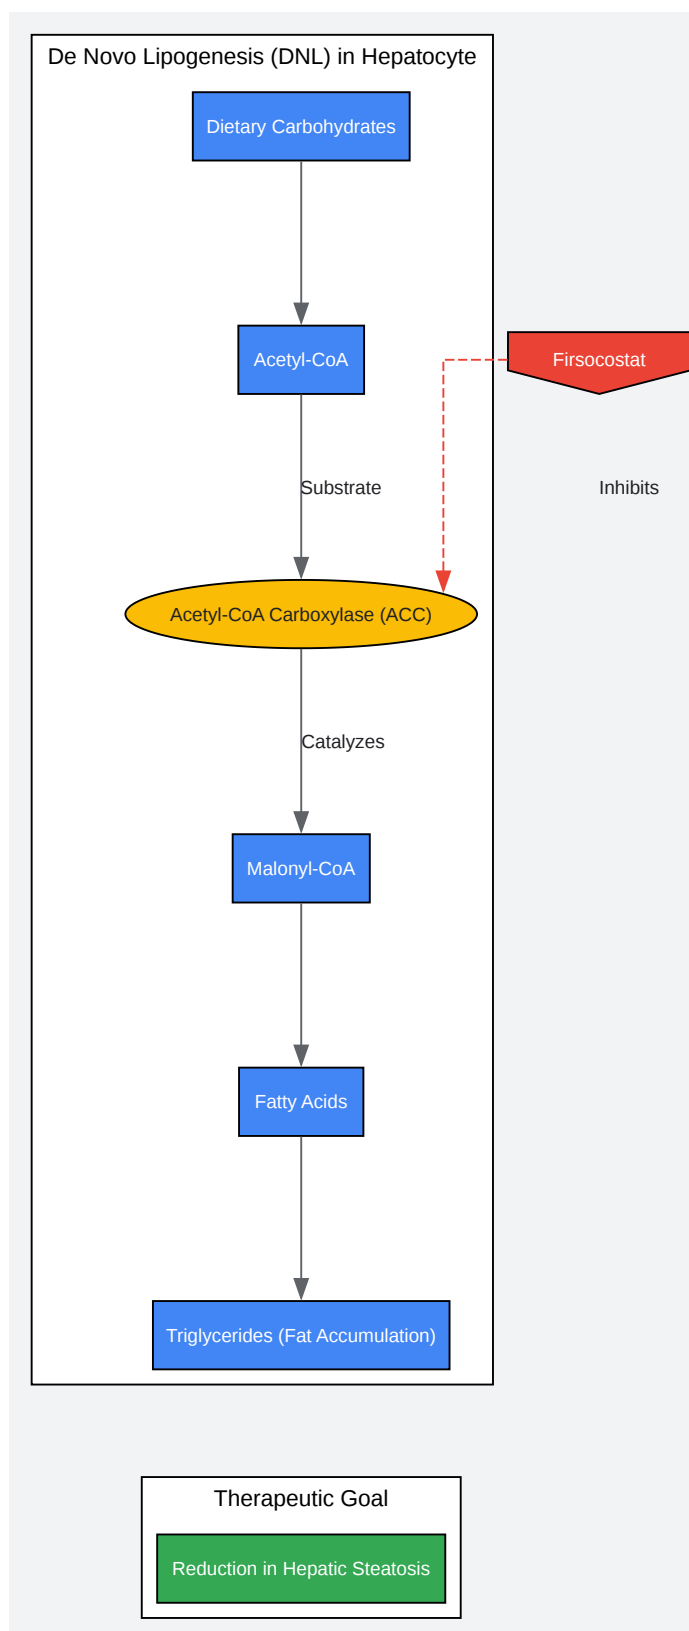 De Novo Lipogenesis (DNL) in Hepatocyte
Dietary Carbohydrates
Acetyl-CoA
Firsocostat
Substrate
Inhibits
Acetyl-CoA Carboxylase (ACC)
Catalyzes
Malonyl-CoA
Fatty Acids
Triglycerides (Fat Accumulation)
Therapeutic Goal
Reduction in Hepatic Steatosis